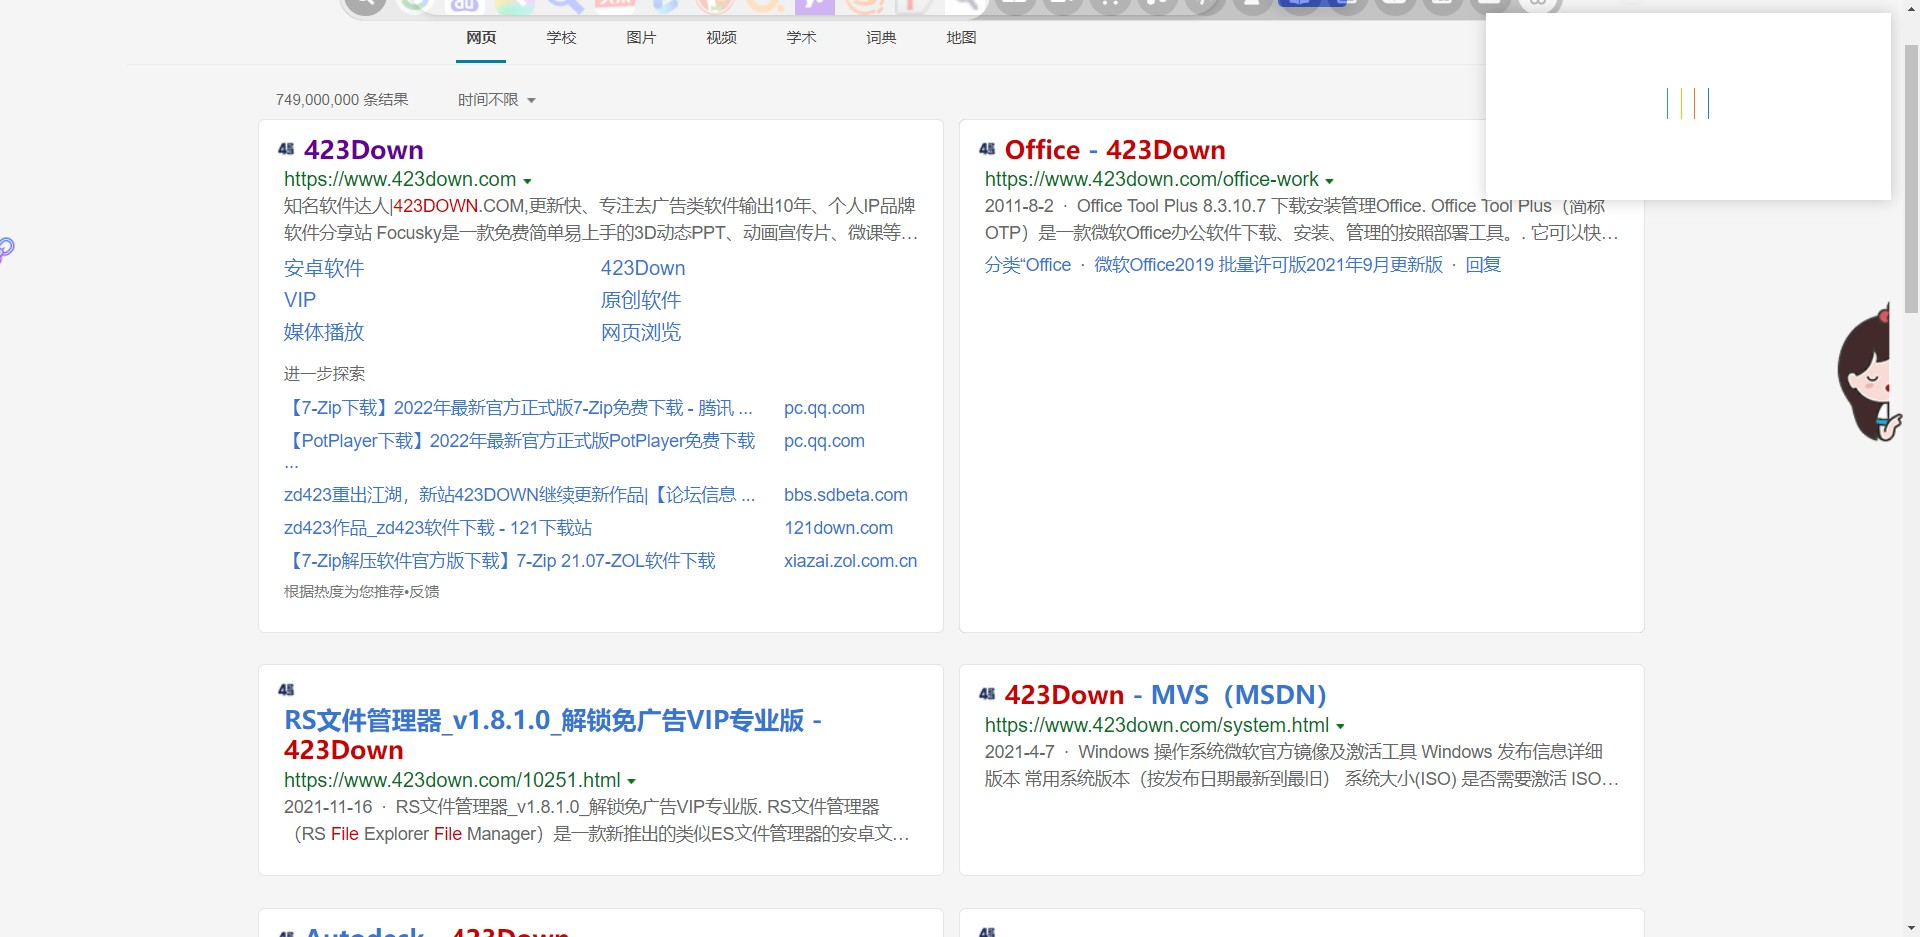 网页
学校
图片
视频
学术
词典
地图
749,000,000 条结果
时间不限
423Down
https://www.423down.com
知名软件达人|423DOWN.COM,更新快、专注去广告类软件输出10年、个人IP品牌
软件分享站 Focusky是一款免费简单易上手的3D动态PPT、动画宣传片、微课等…
安卓软件
423Down
VIP
原创软件
媒体播放
网页浏览
进一步探索
【7-Zip下载】2022年最新官方正式版7-Zip免费下载 - 腾讯 ...
pc.qq.com
【PotPlayer下载】2022年最新官方正式版PotPlayer免费下载
...
pc.qq.com
zd423重出江湖，新站423DOWN继续更新作品|【论坛信息 ...
bbs.sdbeta.com
zd423作品_zd423软件下载 - 121下载站
121down.com
【7-Zip解压软件官方版下载】7-Zip 21.07-ZOL软件下载
xiazai.zol.com.cn
根据热度为您推荐•反馈
Office - 423Down
https://www.423down.com/office-work
2011-8-2 · Office Tool Plus 8.3.10.7 下载安装管理Office. Office Tool Plus（简称
OTP）是一款微软Office办公软件下载、安装、管理的按照部署工具。. 它可以快…
分类“Office · 微软Office2019 批量许可版2021年9月更新版 · 回复
RS文件管理器_v1.8.1.0_解锁免广告VIP专业版 -
423Down
https://www.423down.com/10251.html
2021-11-16 · RS文件管理器_v1.8.1.0_解锁免广告VIP专业版. RS文件管理器
（RS File Explorer File Manager）是一款新推出的类似ES文件管理器的安卓文…
423Down - MVS（MSDN）
https://www.423down.com/system.html
2021-4-7 · Windows 操作系统微软官方镜像及激活工具 Windows 发布信息详细
版本 常用系统版本（按发布日期最新到最旧） 系统大小(ISO) 是否需要激活 ISO…
Autodesk - 423Down